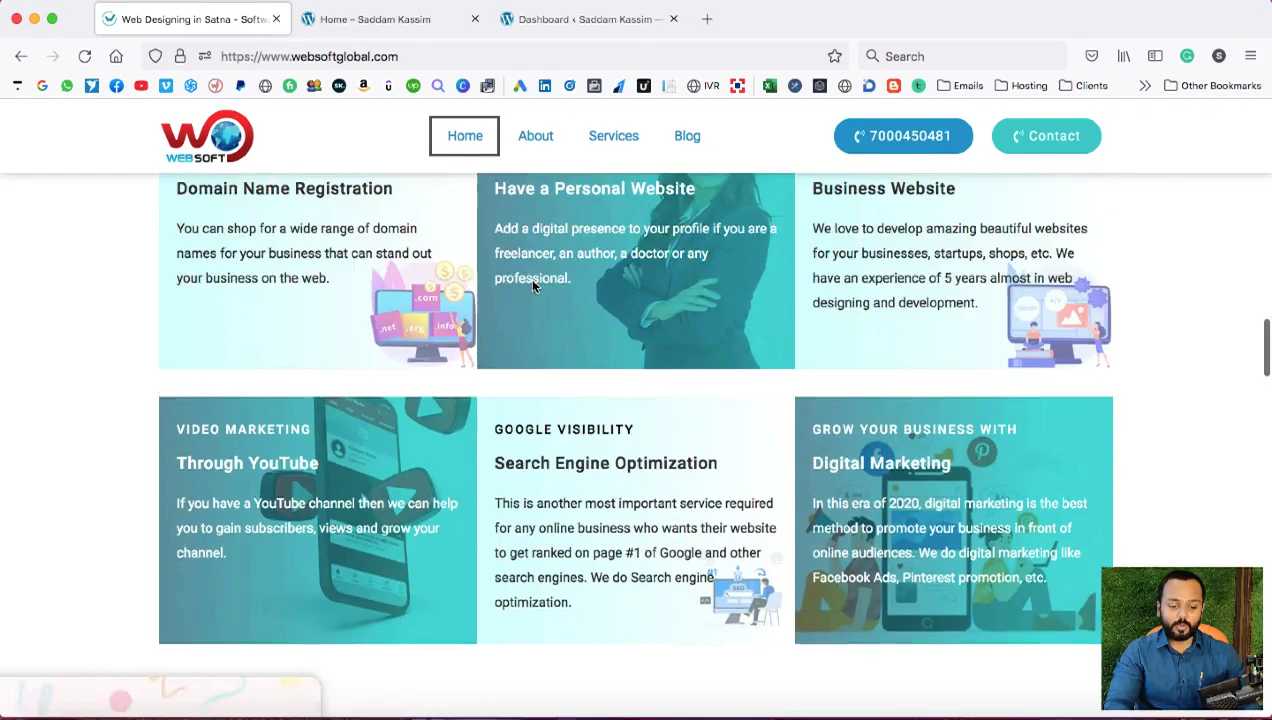 Web Designing in Satna - Softw
Home – Saddam Kassim
Dashboard ‹ Saddam Kassim —
https://www.websoftglobal.com
Search
S
IVR
Emails
Hosting
Clients
Other Bookmarks
WEBSOFT
Home
About
Services
Blog
7000450481
Contact
Domain Name Registration
You can shop for a wide range of domain
names for your business that can stand out
your business on the web.
.com
.net
.org
.info
Have a Personal Website
Add a digital presence to your profile if you are a
freelancer, an author, a doctor or any
professional.
Business Website
We love to develop amazing beautiful websites
for your businesses, startups, shops, etc. We
have an experience of 5 years almost in web
designing and development.
VIDEO MARKETING
Through YouTube
If you have a YouTube channel then we can help
you to gain subscribers, views and grow your
channel.
GOOGLE VISIBILITY
Search Engine Optimization
This is another most important service required
for any online business who wants their website
to get ranked on page #1 of Google and other
search engines. We do Search engine
optimization.
#1
SEO
GROW YOUR BUSINESS WITH
Digital Marketing
In this era of 2020, digital marketing is the best
method to promote your business in front of
online audiences. We do digital marketing like
Facebook Ads, Pinterest promotion, etc.